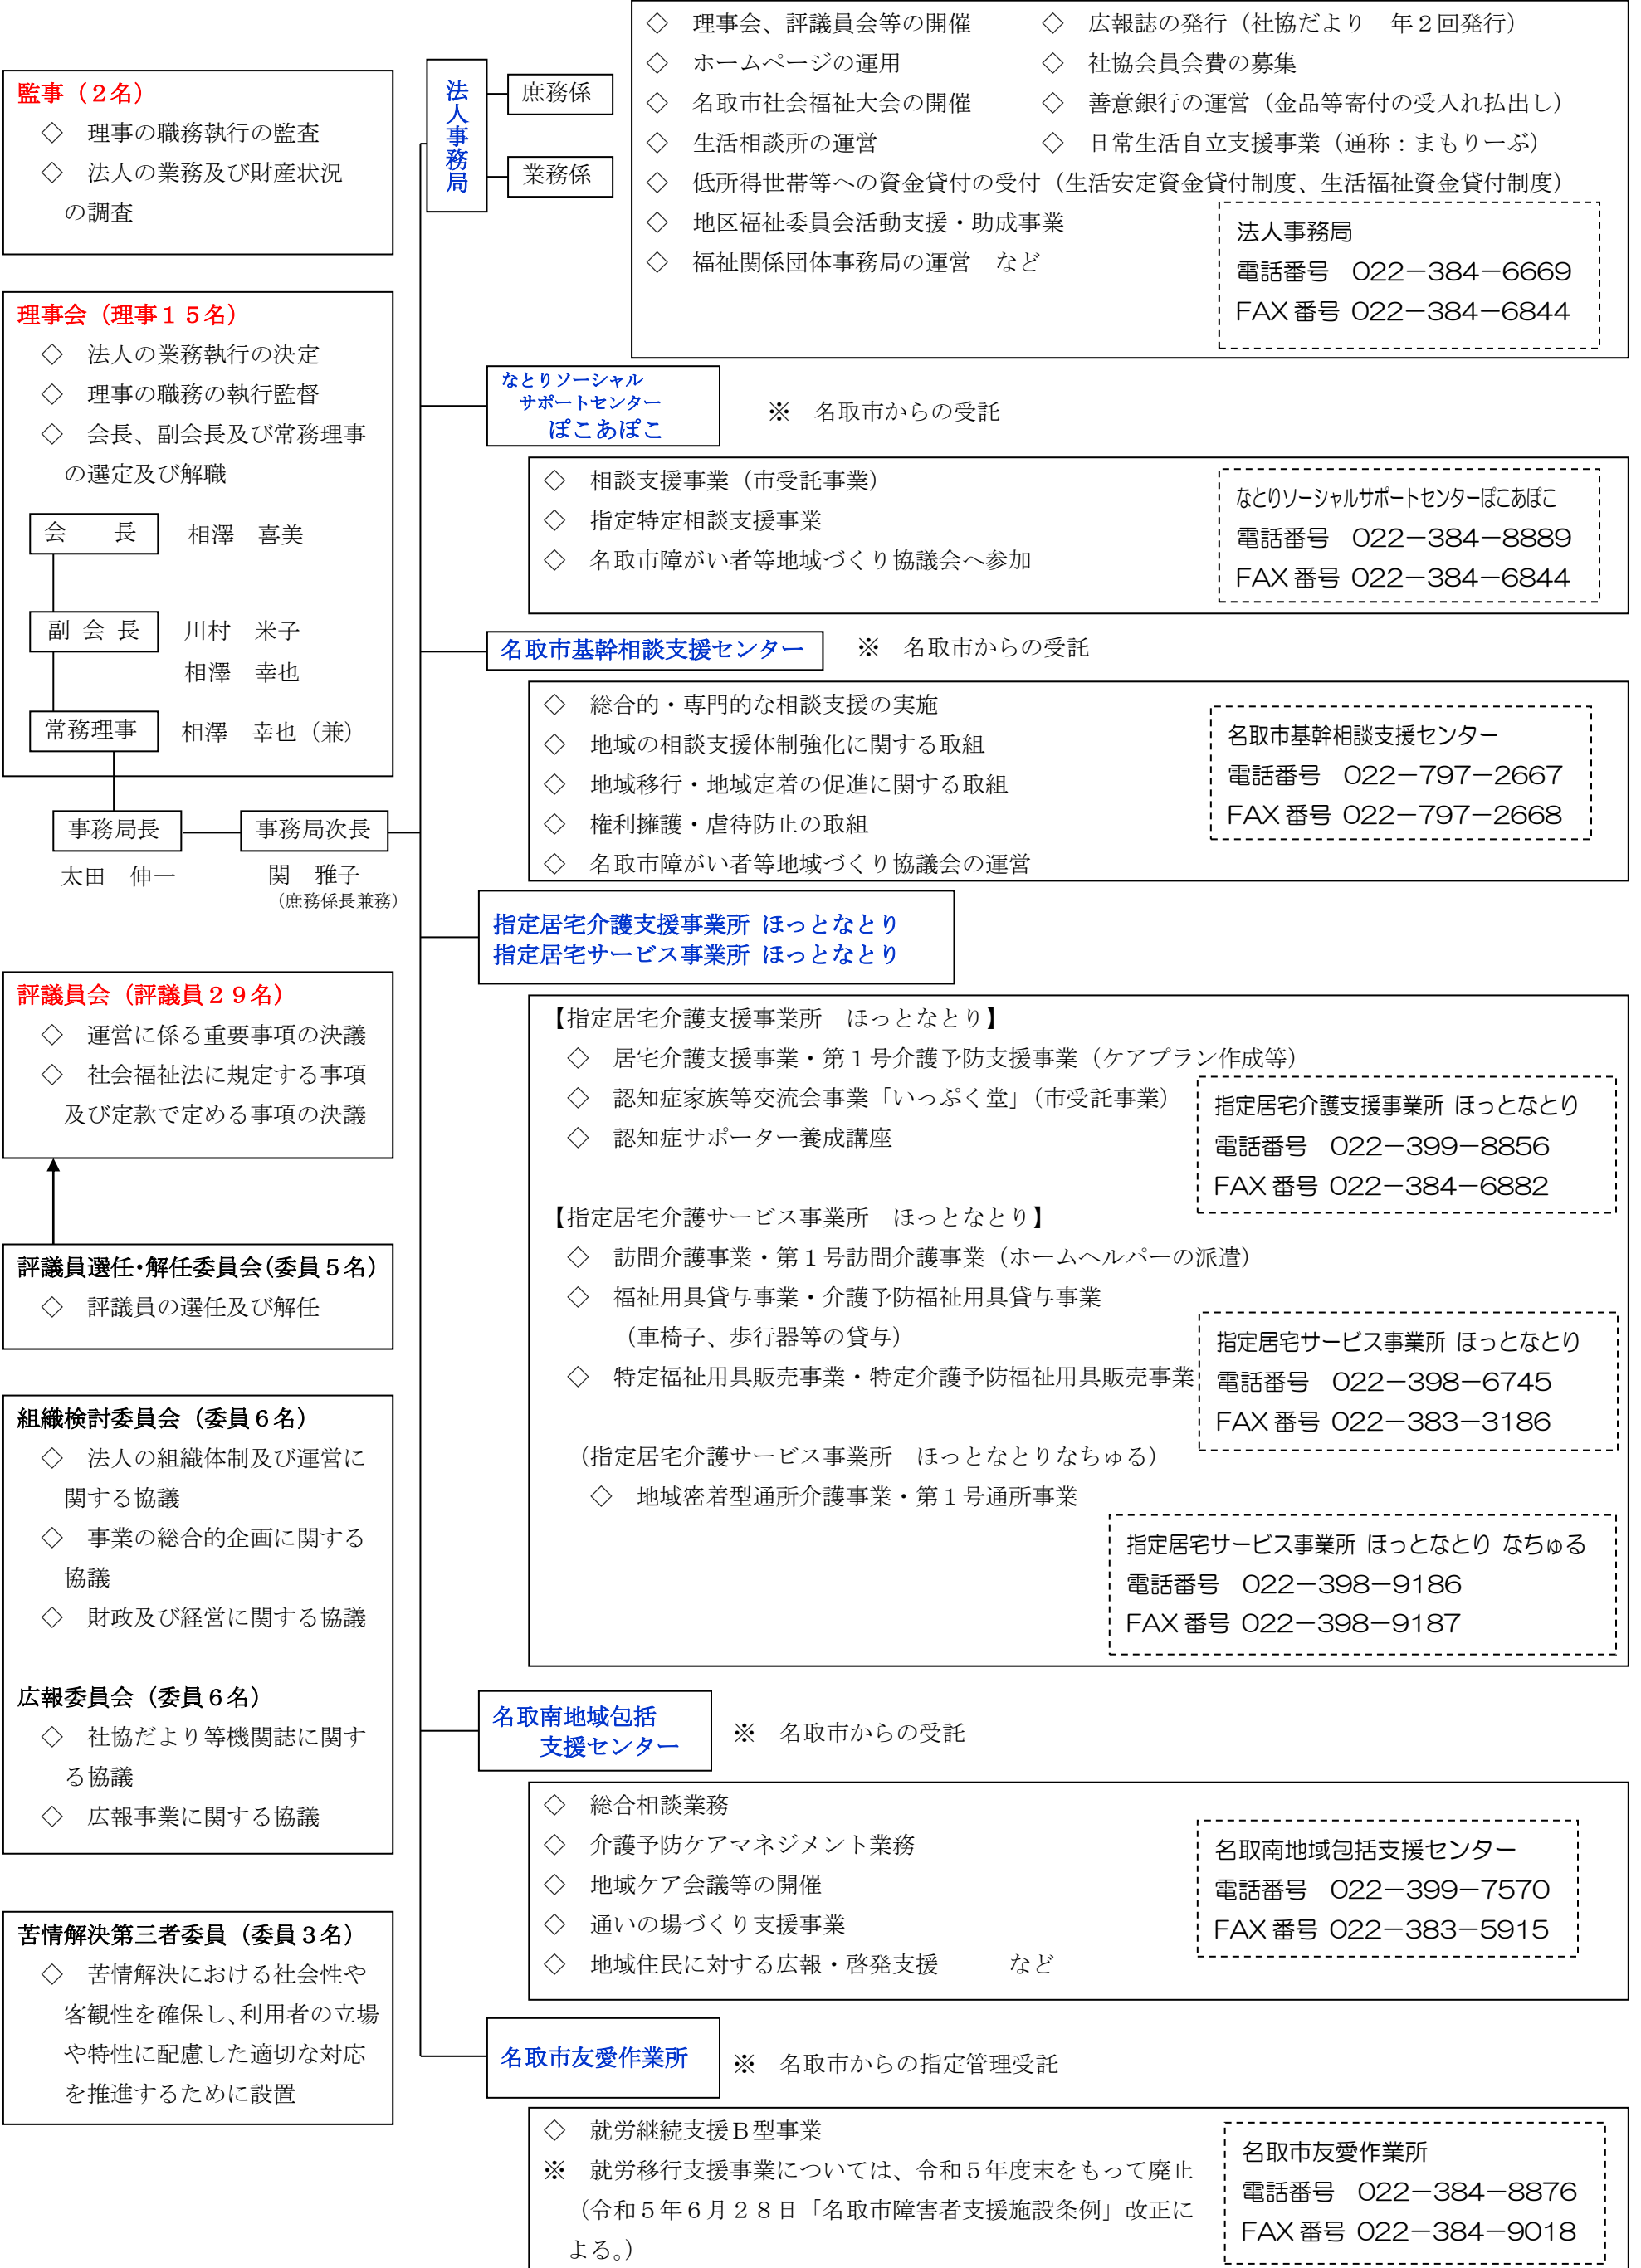 監事（２名）
◇　理事の職務執行の監査
◇　法人の業務及び財産状況
の調査
理事会（理事１５名）
◇　法人の業務執行の決定
◇　理事の職務の執行監督
◇　会長、副会長及び常務理事
の選定及び解職
会　　長　相澤　喜美
副 会 長　川村　米子
相澤　幸也
常務理事　相澤　幸也（兼）
事務局長
太田　伸一
事務局次長
関　雅子
（庶務係長兼務）
評議員会（評議員２９名）
◇　運営に係る重要事項の決議
◇　社会福祉法に規定する事項
及び定款で定める事項の決議
評議員選任・解任委員会（委員５名）
◇　評議員の選任及び解任
組織検討委員会（委員６名）
◇　法人の組織体制及び運営に
関する協議
◇　事業の総合的企画に関する
協議
◇　財政及び経営に関する協議
広報委員会（委員６名）
◇　社協だより等機関誌に関す
る協議
◇　広報事業に関する協議
苦情解決第三者委員（委員３名）
◇　苦情解決における社会性や
客観性を確保し、利用者の立場
や特性に配慮した適切な対応
を推進するために設置
法人事務局
庶務係
業務係
◇　理事会、評議員会等の開催　　　◇　広報誌の発行（社協だより　年２回発行）
◇　ホームページの運用　　　◇　社協会員会費の募集
◇　名取市社会福祉大会の開催　　　◇　善意銀行の運営（金品等寄付の受入れ払出し）
◇　生活相談所の運営　　　◇　日常生活自立支援事業（通称：まもりーぶ）
◇　低所得世帯等への資金貸付の受付（生活安定資金貸付制度、生活福祉資金貸付制度）
◇　地区福祉委員会活動支援・助成事業
◇　福祉関係団体事務局の運営　など
法人事務局
電話番号　022－384－6669
FAX 番号 022－384－6844
なとりソーシャル
サポートセンター
ぽこあぽこ
※　名取市からの受託
◇　相談支援事業（市受託事業）
◇　指定特定相談支援事業
◇　名取市障がい者等地域づくり協議会へ参加
なとりソーシャルサポートセンターぽこあぽこ
電話番号　022－384－8889
FAX 番号 022－384－6844
名取市基幹相談支援センター
※　名取市からの受託
◇　総合的・専門的な相談支援の実施
◇　地域の相談支援体制強化に関する取組
◇　地域移行・地域定着の促進に関する取組
◇　権利擁護・虐待防止の取組
◇　名取市障がい者等地域づくり協議会の運営
名取市基幹相談支援センター
電話番号　022－797－2667
FAX 番号 022－797－2668
指定居宅介護支援事業所 ほっとなとり
指定居宅サービス事業所 ほっとなとり
【指定居宅介護支援事業所　ほっとなとり】
◇　居宅介護支援事業・第１号介護予防支援事業（ケアプラン作成等）
◇　認知症家族等交流会事業「いっぷく堂」（市受託事業）
◇　認知症サポーター養成講座
指定居宅介護支援事業所 ほっとなとり
電話番号　022－399－8856
FAX 番号 022－384－6882
【指定居宅介護サービス事業所　ほっとなとり】
◇　訪問介護事業・第１号訪問介護事業（ホームヘルパーの派遣）
◇　福祉用具貸与事業・介護予防福祉用具貸与事業
（車椅子、歩行器等の貸与）
◇　特定福祉用具販売事業・特定介護予防福祉用具販売事業
指定居宅サービス事業所 ほっとなとり
電話番号　022－398－6745
FAX 番号 022－383－3186
（指定居宅介護サービス事業所　ほっとなとりなちゅる）
◇　地域密着型通所介護事業・第１号通所事業
指定居宅サービス事業所 ほっとなとり なちゅる
電話番号　022－398－9186
FAX 番号 022－398－9187
名取南地域包括
支援センター
※　名取市からの受託
◇　総合相談業務
◇　介護予防ケアマネジメント業務
◇　地域ケア会議等の開催
◇　通いの場づくり支援事業
◇　地域住民に対する広報・啓発支援　　　など
名取南地域包括支援センター
電話番号　022－399－7570
FAX 番号 022－383－5915
名取市友愛作業所
※　名取市からの指定管理受託
◇　就労継続支援Ｂ型事業
※　就労移行支援事業については、令和５年度末をもって廃止
（令和５年６月２８日「名取市障害者支援施設条例」改正に
よる。）
名取市友愛作業所
電話番号　022－384－8876
FAX 番号 022－384－9018